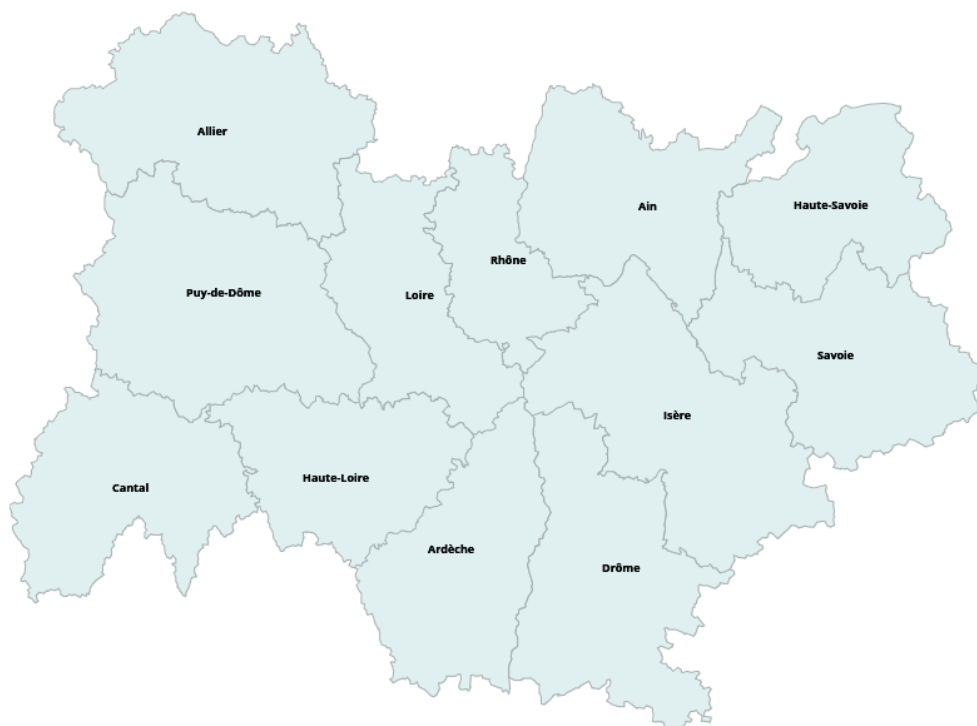 Allier
Ain
Haute-Savoie
Rhône
Puy-de-Dôme
Loire
Savoie
Isère
Haute-Loire
Cantal
Ardèche
Drôme